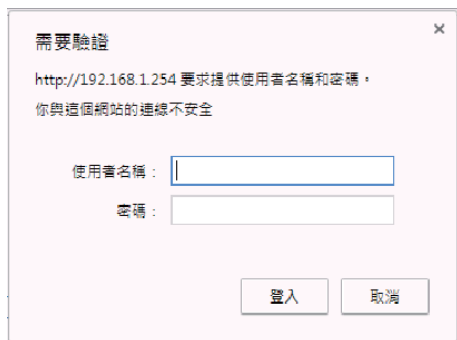 需要驗證
http://192.168.1.254 要求提供使用者名稱和密碼。
你與這個網站的連線不安全
使用者名稱：
密碼：
登入 取消